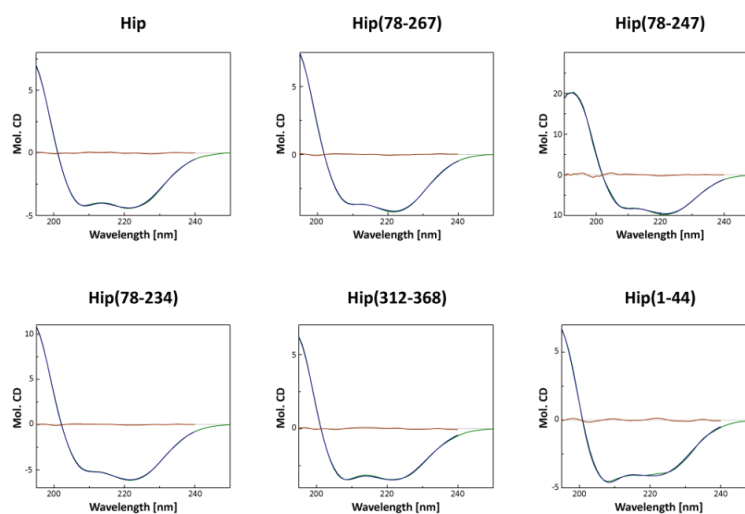 Hip
Hip(78-267)
Hip(78-247)
Mol. CD
5
0
-5
200
220
240
Wavelength [nm]
Mol. CD
5
0
200
220
240
Wavelength [nm]
Mol. CD
20
10
0
10
200
220
240
Wavelength [nm]
Hip(78-234)
Hip(312-368)
Hip(1-44)
Mol. CD
10
5
0
-5
200
220
240
Wavelength [nm]
Mol. CD
5
0
200
220
240
Wavelength [nm]
Mol. CD
5
0
-5
200
220
240
Wavelength [nm]